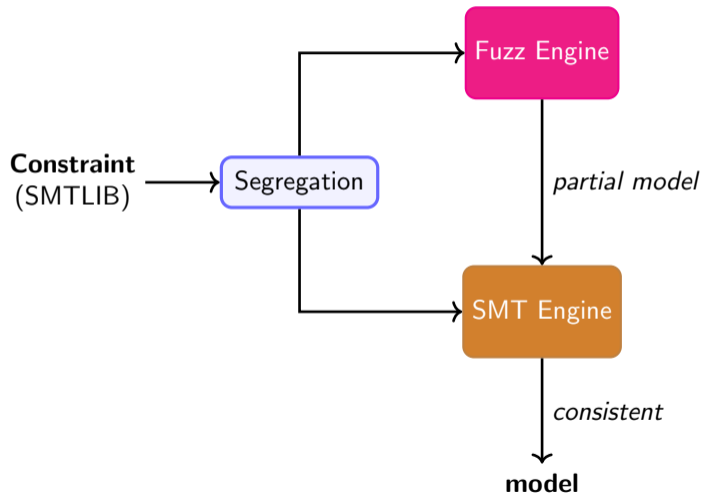 Fuzz Engine
Constraint
(SMTLIB)
Segregation
partial model
SMT Engine
consistent
model